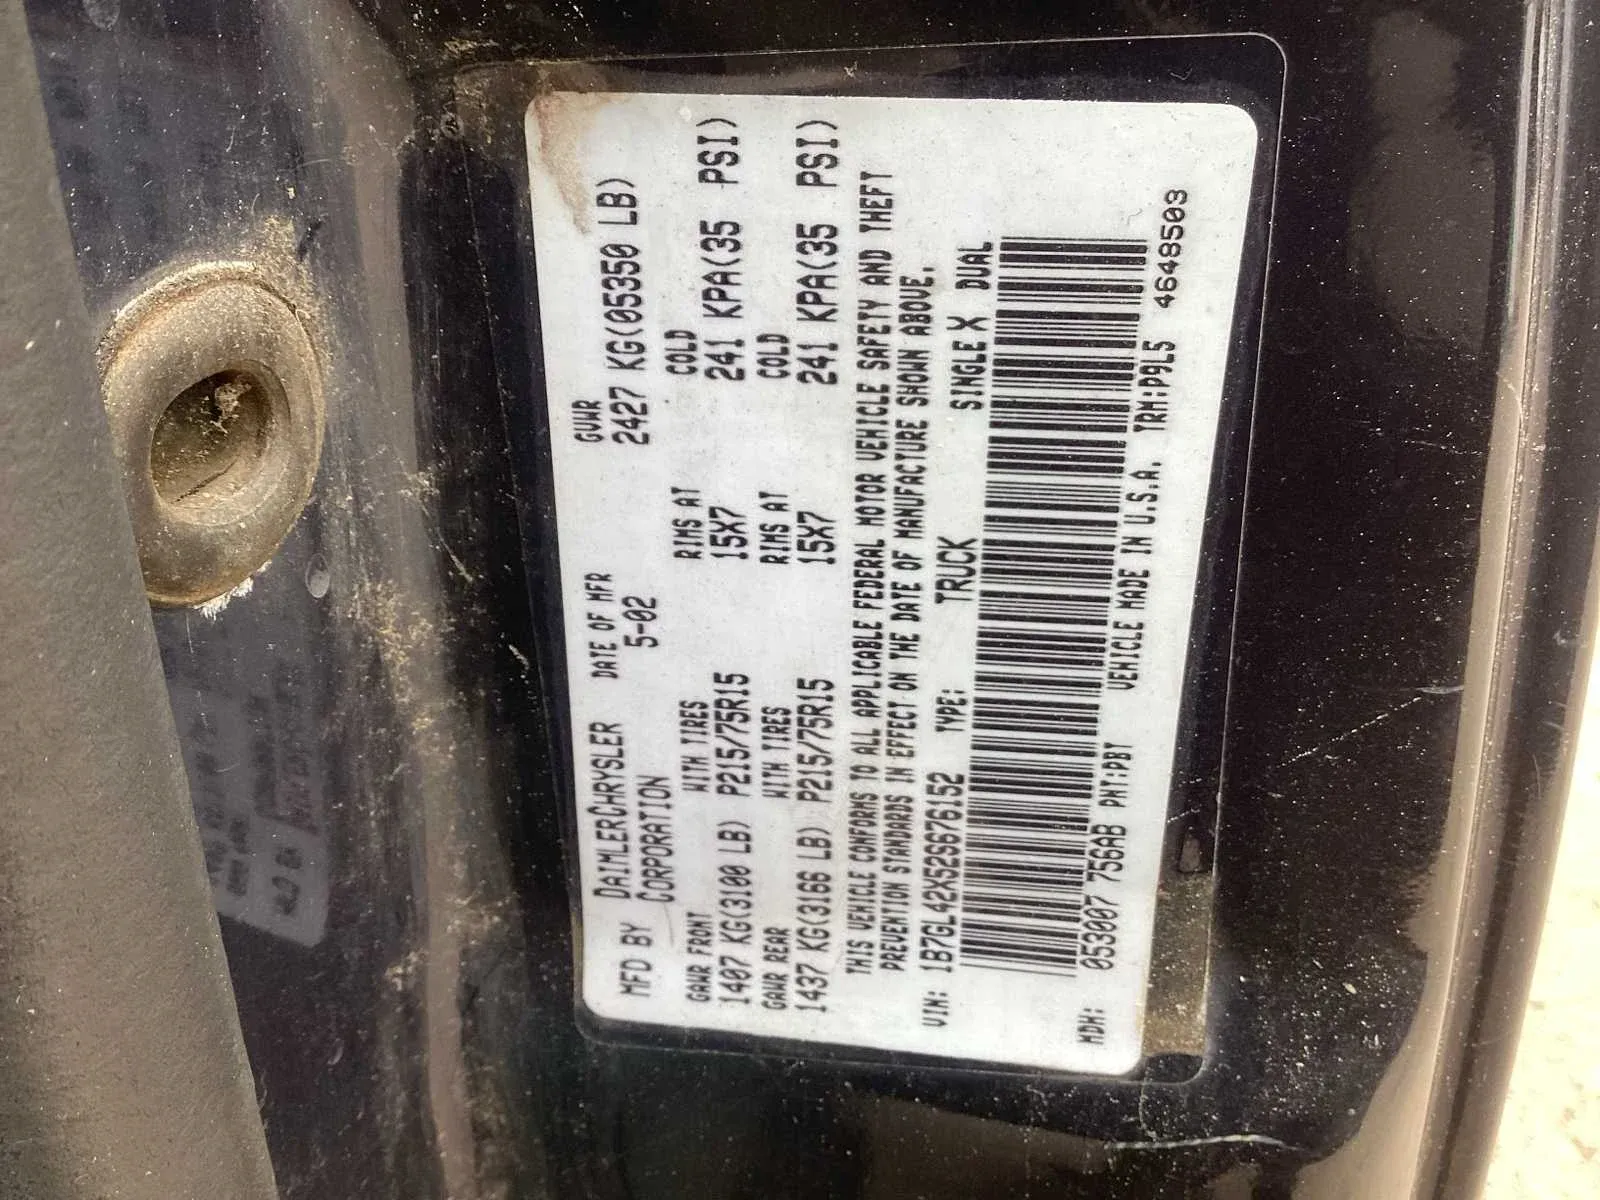 MFD BY DAIMLERCHRYSLER DATE OF MFR GVWR
CORPORATION 5-02 2427 KG(05350 LB)
GAWR FRONT WITH TIRES RIMS AT COLD
1407 KG(3100 LB) P215/75R15 15X7 241 KPA(35 PSI)
GAWR REAR WITH TIRES RIMS AT COLD
1437 KG(3166 LB) P215/75R15 15X7 241 KPA(35 PSI)
THIS VEHICLE CONFORMS TO ALL APPLICABLE FEDERAL MOTOR VEHICLE SAFETY AND THEFT
PREVENTION STANDARDS IN EFFECT ON THE DATE OF MANUFACTURE SHOWN ABOVE.
VIN: 1B7GL42X52S676152 TYPE: TRUCK SINGLE X DUAL
MDH: 053007 756AB PNT:PBY VEHICLE MADE IN U.S.A. TRM:P9L5 4648503